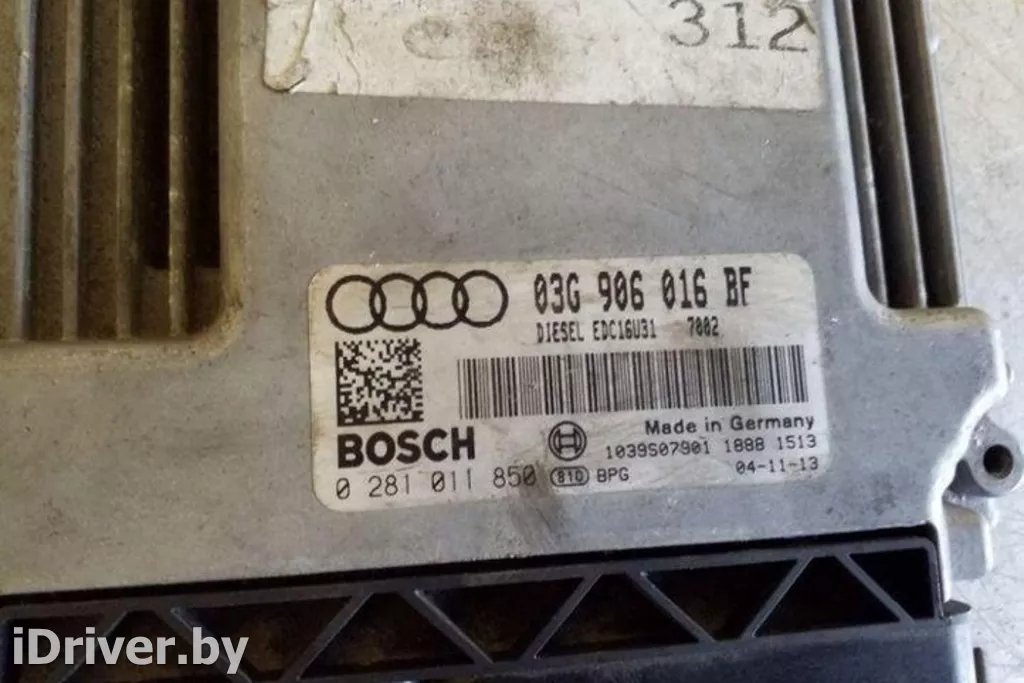 312
03G 906 016 BF
DIESEL EDC16U31 7002
Made in Germany
BOSCH
1039S07901 1888 1513
0 281 011 850 810 BPG 04-11-13
iDriver.by